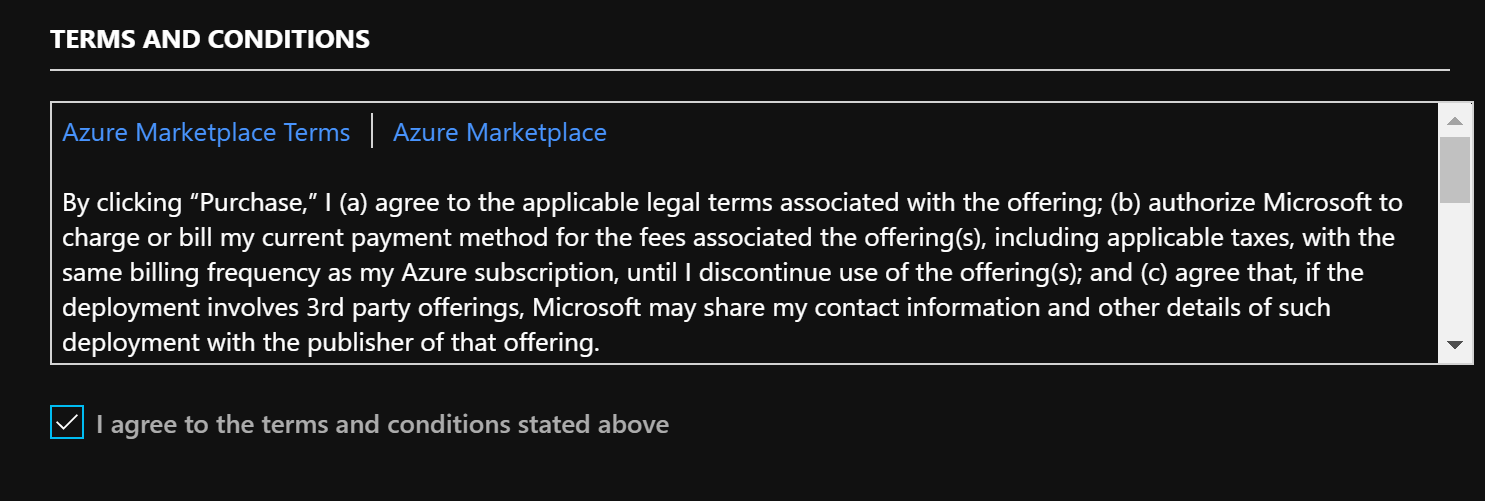 TERMS AND CONDITIONS
Azure Marketplace Terms | Azure Marketplace
By clicking “Purchase,” I (a) agree to the applicable legal terms associated with the offering; (b) authorize Microsoft to
charge or bill my current payment method for the fees associated the offering(s), including applicable taxes, with the
same billing frequency as my Azure subscription, until I discontinue use of the offering(s); and (c) agree that, if the
deployment involves 3rd party offerings, Microsoft may share my contact information and other details of such
deployment with the publisher of that offering.
I agree to the terms and conditions stated above